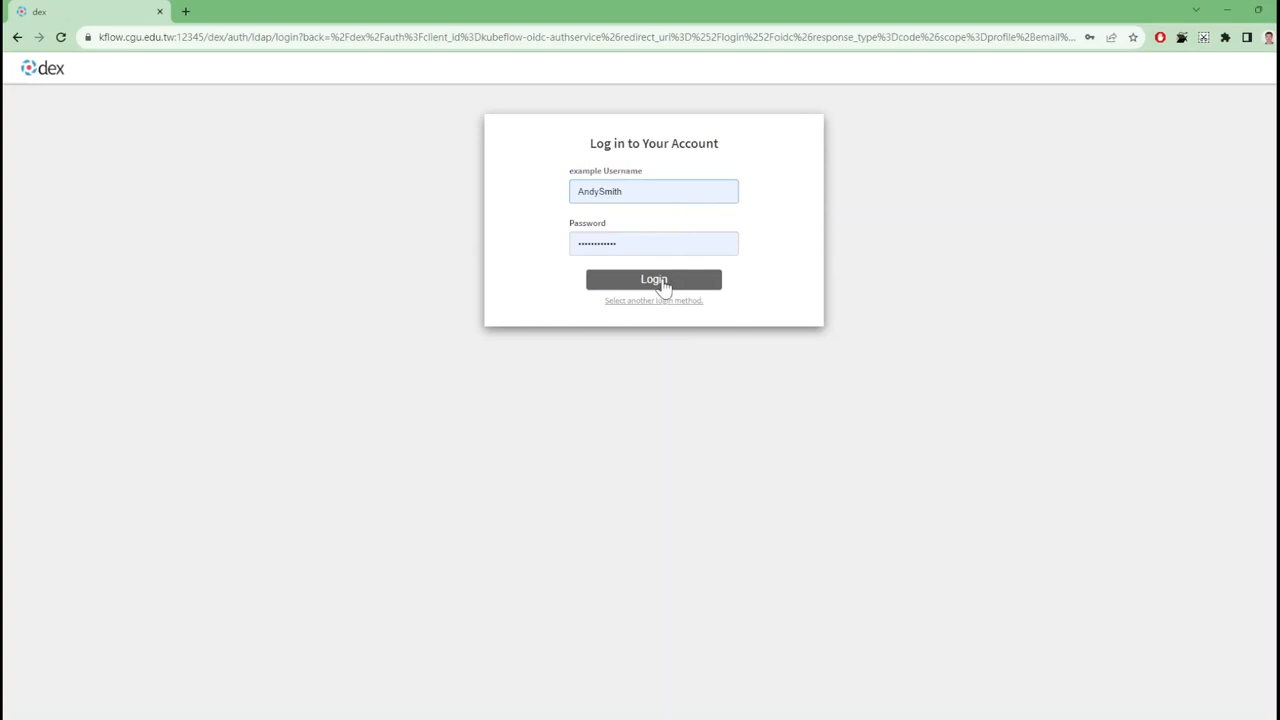 dex
kflow.cgu.edu.tw:12345/dex/auth/ldap/login?back=%2Fdex%2Fauth%3Fclient_id%3Dkubeflow-oidc-authservice%26redirect_uri%3D%252Flogin%252Foidc%26response_type%3Dcode%26scope%3Dprofile%2Bemail%...
dex
Log in to Your Account
example Username
AndySmith
Password
••••••••••••
Login
Select another login method.